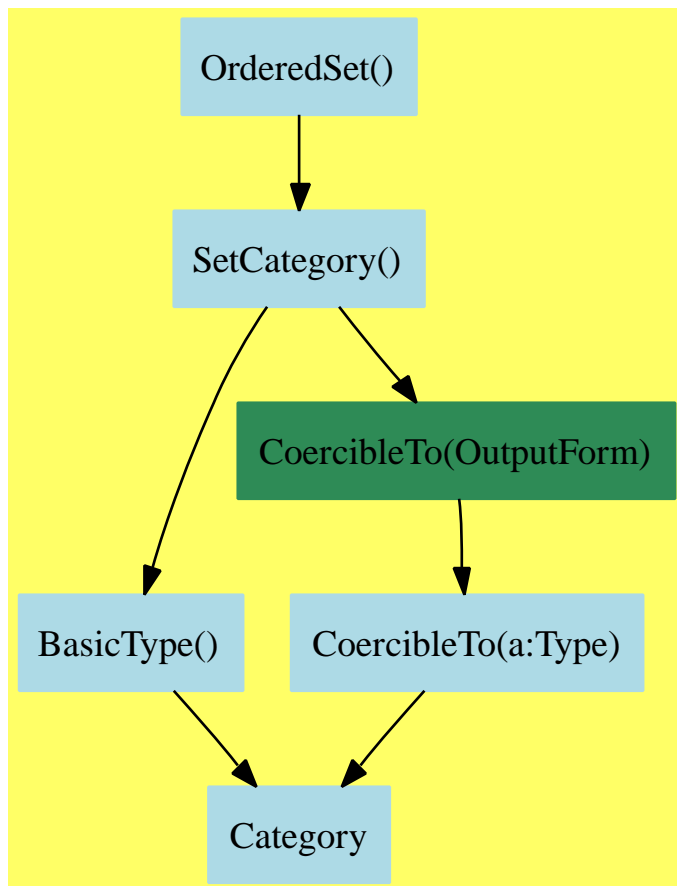 OrderedSet()
SetCategory()
CoercibleTo(OutputForm)
BasicType()
CoercibleTo(a:Type)
Category